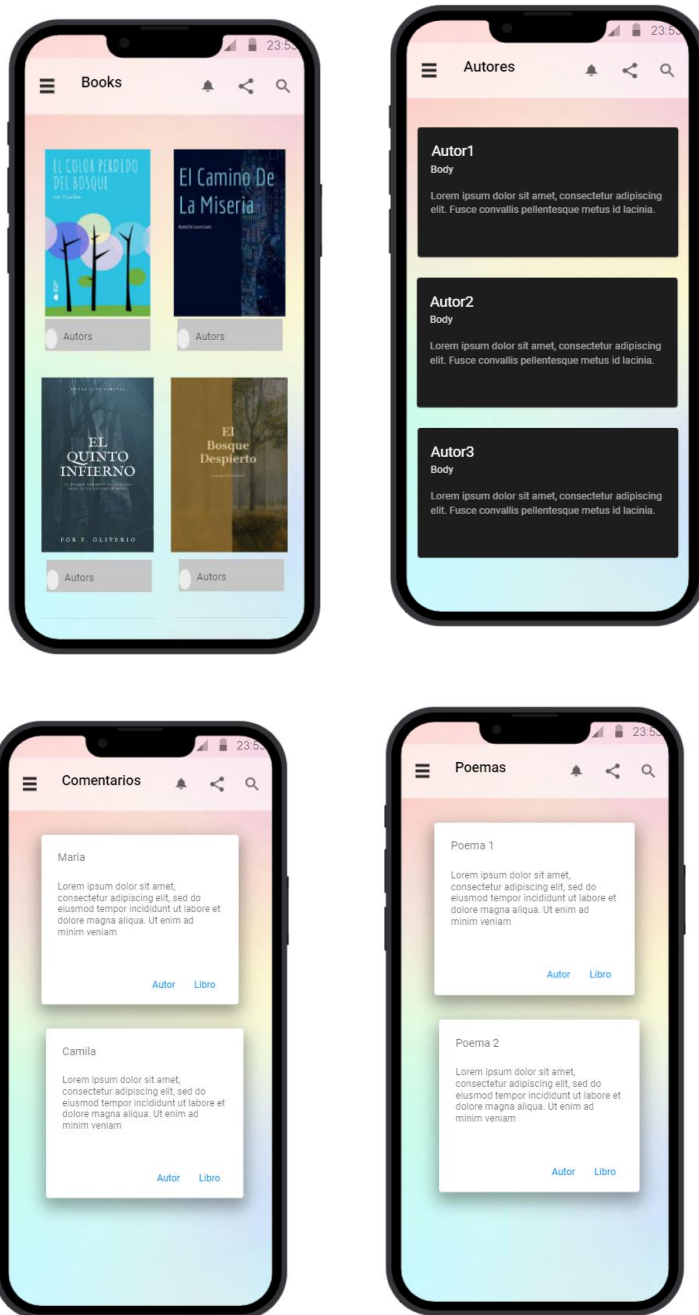 23:53
Books
EL COLOR PERDIDO
DEL BOSQUE
El Camino De
La Miseria
Autors
Autors
EL
QUINTO
INFIERNO
POR F. OLIVERIO
El
Bosque
Despierto
Autors
Autors
23:53
Autores
Autor1
Body
Lorem ipsum dolor sit amet, consectetur adipiscing
elit. Fusce convallis pellentesque metus id lacinia.
Autor2
Body
Lorem ipsum dolor sit amet, consectetur adipiscing
elit. Fusce convallis pellentesque metus id lacinia.
Autor3
Body
Lorem ipsum dolor sit amet, consectetur adipiscing
elit. Fusce convallis pellentesque metus id lacinia.
23:53
Comentarios
Maria
Lorem ipsum dolor sit amet,
consectetur adipiscing elit, sed do
eiusmod tempor incididunt ut labore et
dolore magna aliqua. Ut enim ad
minim veniam
Autor Libro
Camila
Lorem ipsum dolor sit amet,
consectetur adipiscing elit, sed do
eiusmod tempor incididunt ut labore et
dolore magna aliqua. Ut enim ad
minim veniam
Autor Libro
23:53
Poemas
Poema 1
Lorem ipsum dolor sit amet,
consectetur adipiscing elit, sed do
eiusmod tempor incididunt ut labore et
dolore magna aliqua. Ut enim ad
minim veniam
Autor Libro
Poema 2
Lorem ipsum dolor sit amet,
consectetur adipiscing elit, sed do
eiusmod tempor incididunt ut labore et
dolore magna aliqua. Ut enim ad
minim veniam
Autor Libro